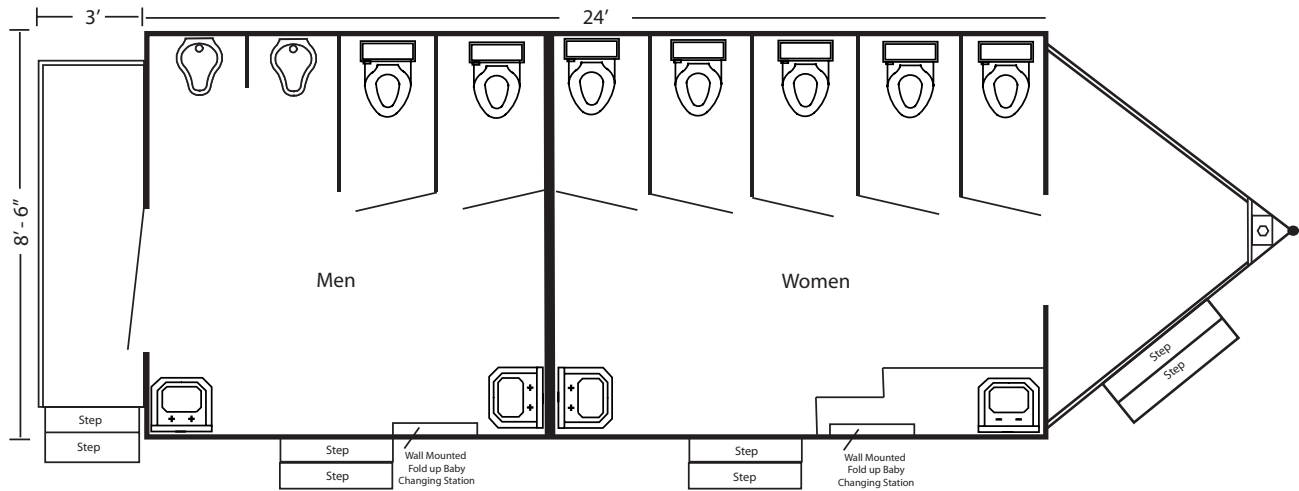 3’
24’
8’ - 6”
Men
Women
Step
Step
Step
Step
Wall Mounted
Fold up Baby
Changing Station
Step
Step
Wall Mounted
Fold up Baby
Changing Station
Step
Step